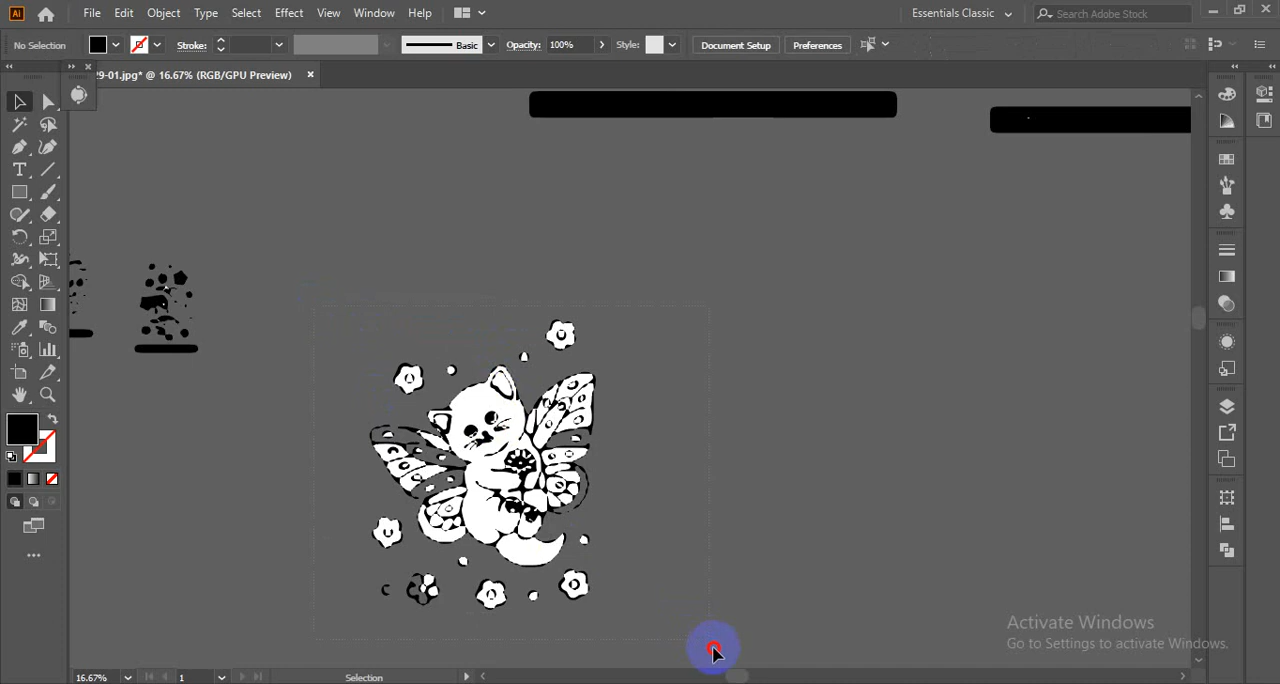 Ai File Edit Object Type Select Effect View Window Help Essentials Classic Search Adobe Stock
No Selection Stroke: Basic Opacity: 100% Style: Document Setup Preferences
9-01.jpg* @ 16.67% (RGB/GPU Preview)
Activate Windows
Go to Settings to activate Windows.
16.67% 1 Selection